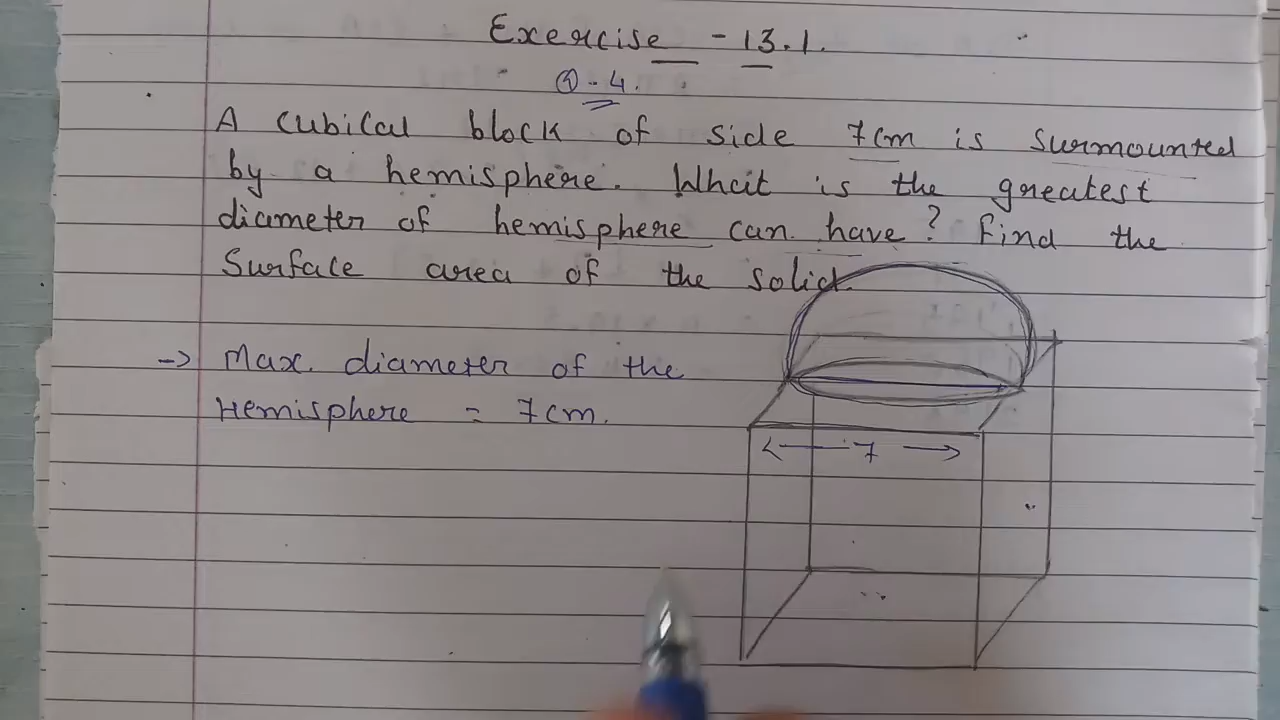 Exercise - 13.1.
Q-4.
A cubical block of side 7cm is surmounted
by a hemisphere. What is the greatest
diameter of hemisphere can have? Find the
Surface area of the solid.
-> Max. diameter of the
Hemisphere = 7cm.
<- 7 ->